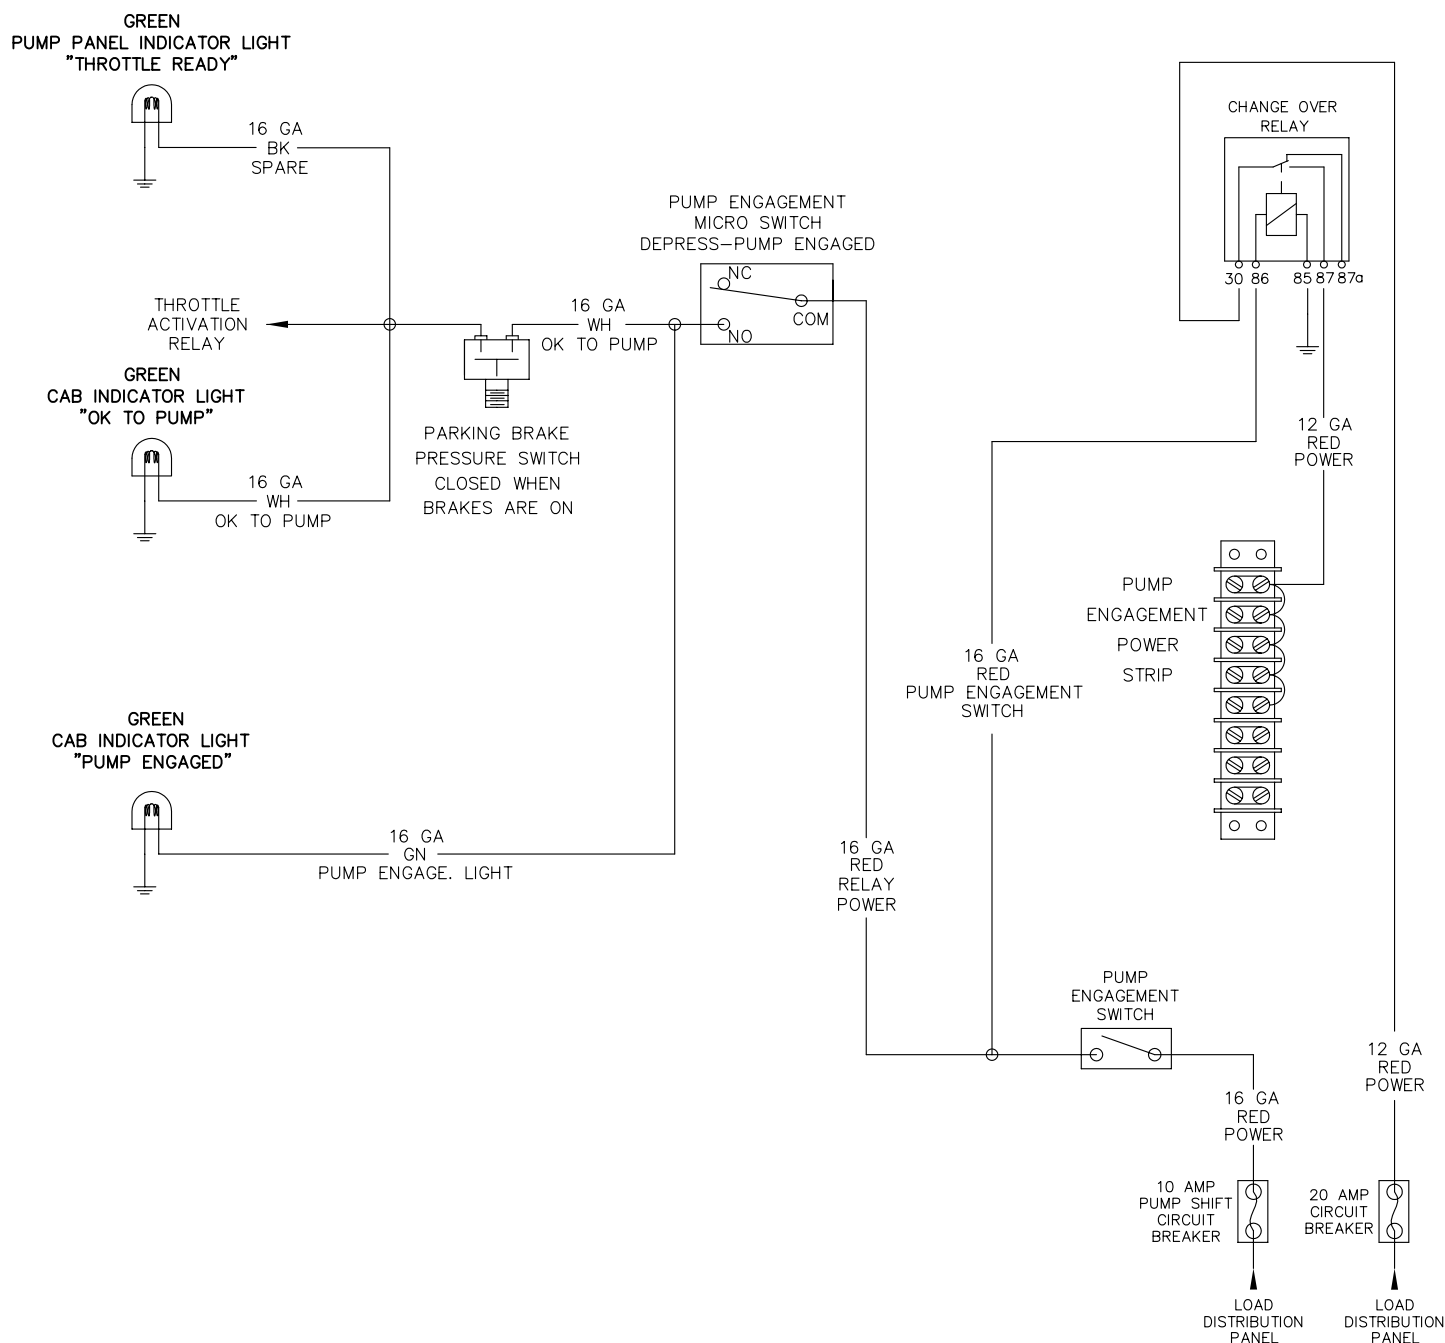 GREEN
PUMP PANEL INDICATOR LIGHT
"THROTTLE READY"
16 GA
BK
SPARE
CHANGE OVER
RELAY
30 86 85 87 87a
PUMP ENGAGEMENT
MICRO SWITCH
DEPRESS-PUMP ENGAGED
NC
COM
NO
THROTTLE
ACTIVATION
RELAY
16 GA
WH
OK TO PUMP
GREEN
CAB INDICATOR LIGHT
"OK TO PUMP"
16 GA
WH
OK TO PUMP
PARKING BRAKE
PRESSURE SWITCH
CLOSED WHEN
BRAKES ARE ON
12 GA
RED
POWER
PUMP
ENGAGEMENT
POWER
STRIP
16 GA
RED
PUMP ENGAGEMENT
SWITCH
GREEN
CAB INDICATOR LIGHT
"PUMP ENGAGED"
16 GA
GN
PUMP ENGAGE. LIGHT
16 GA
RED
RELAY
POWER
PUMP
ENGAGEMENT
SWITCH
12 GA
RED
POWER
16 GA
RED
POWER
10 AMP
PUMP SHIFT
CIRCUIT
BREAKER
20 AMP
CIRCUIT
BREAKER
LOAD
DISTRIBUTION
PANEL
LOAD
DISTRIBUTION
PANEL